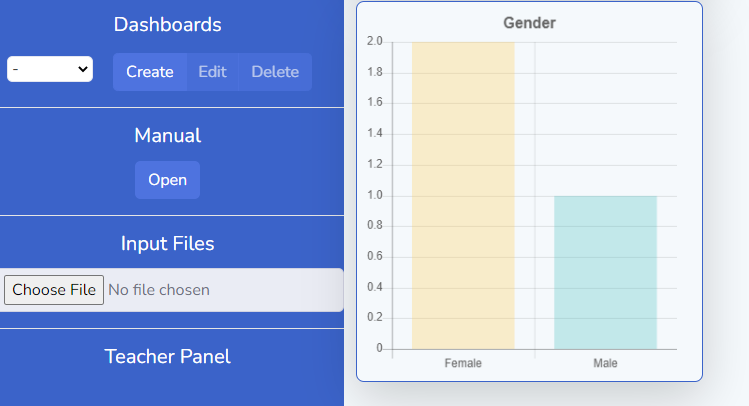 Dashboards
-
Create Edit Delete
Manual
Open
Input Files
Choose File No file chosen
Teacher Panel
Gender
2.0
1.8
1.6
1.4
1.2
1.0
0.8
0.6
0.4
0.2
0
Female Male